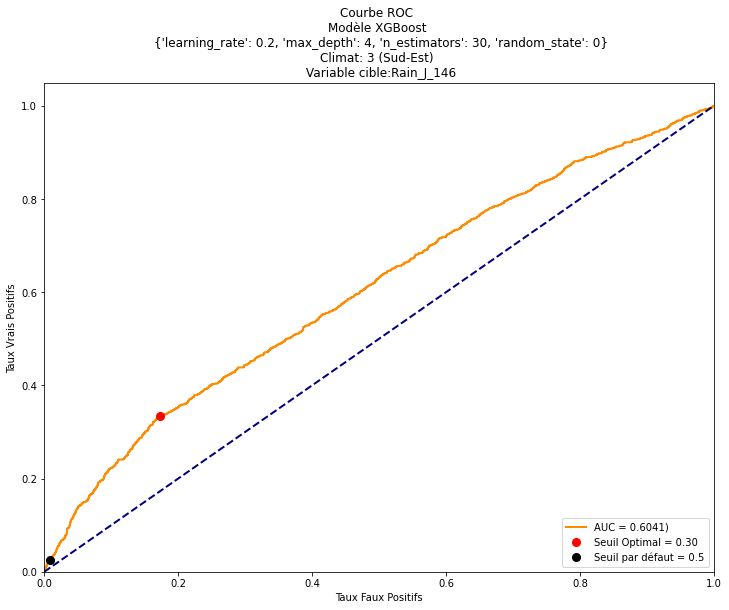 Courbe ROC
Modèle XGBoost
{'learning_rate': 0.2, 'max_depth': 4, 'n_estimators': 30, 'random_state': 0}
Climat: 3 (Sud-Est)
Variable cible:Rain_J_146
1.0
0.8
0.6
0.4
0.2
0.0
Taux Vrais Positifs
AUC = 0.6041)
Seuil Optimal = 0.30
Seuil par défaut = 0.5
0.0 0.2 0.4 0.6 0.8 1.0
Taux Faux Positifs